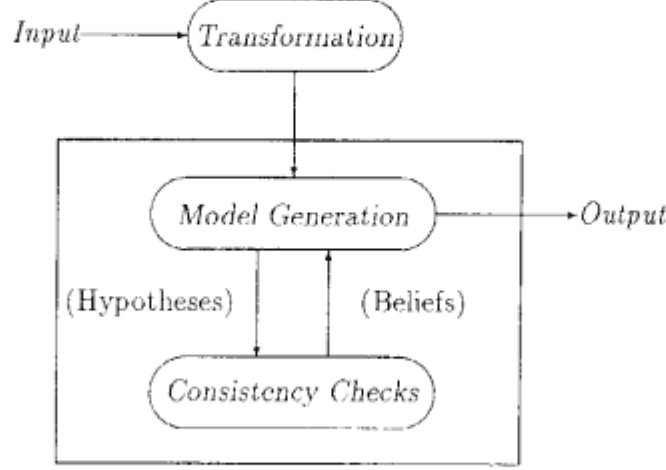 Input
Transformation
Model Generation
Output
(Hypotheses)
(Beliefs)
Consistency Checks